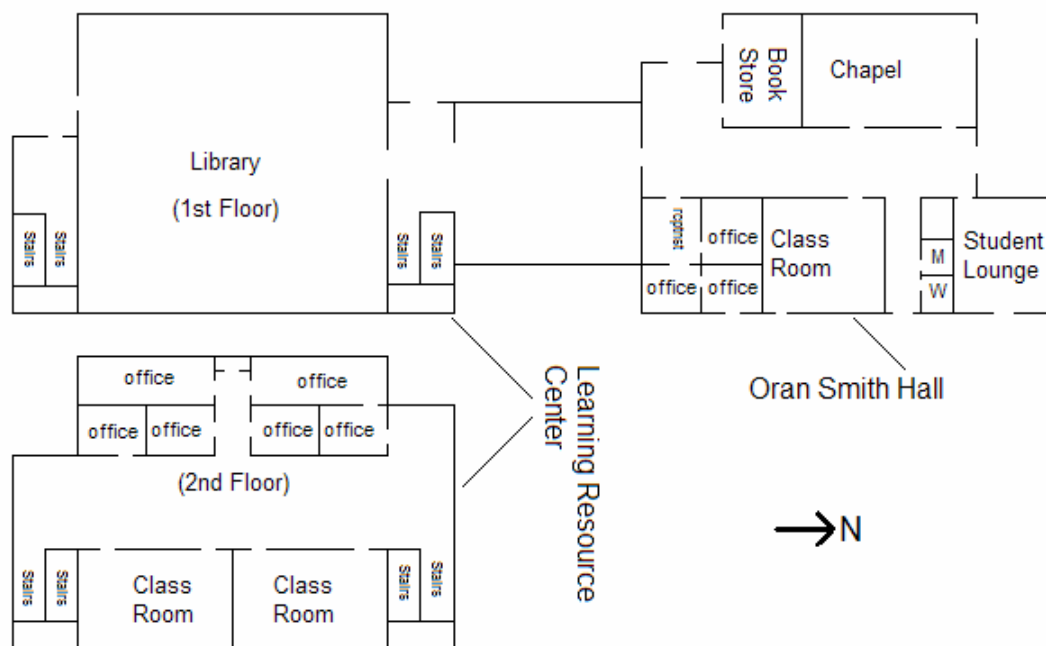 Book
Store
Chapel
Library
(1st Floor)
Stairs
Stairs
Stairs
Stairs
rcptnst
office
Class
Room
office
office
M
W
Student
Lounge
Learning Resource
Center
Oran Smith Hall
office
office
office
office
office
office
(2nd Floor)
N
Stairs
Stairs
Class
Room
Class
Room
Stairs
Stairs